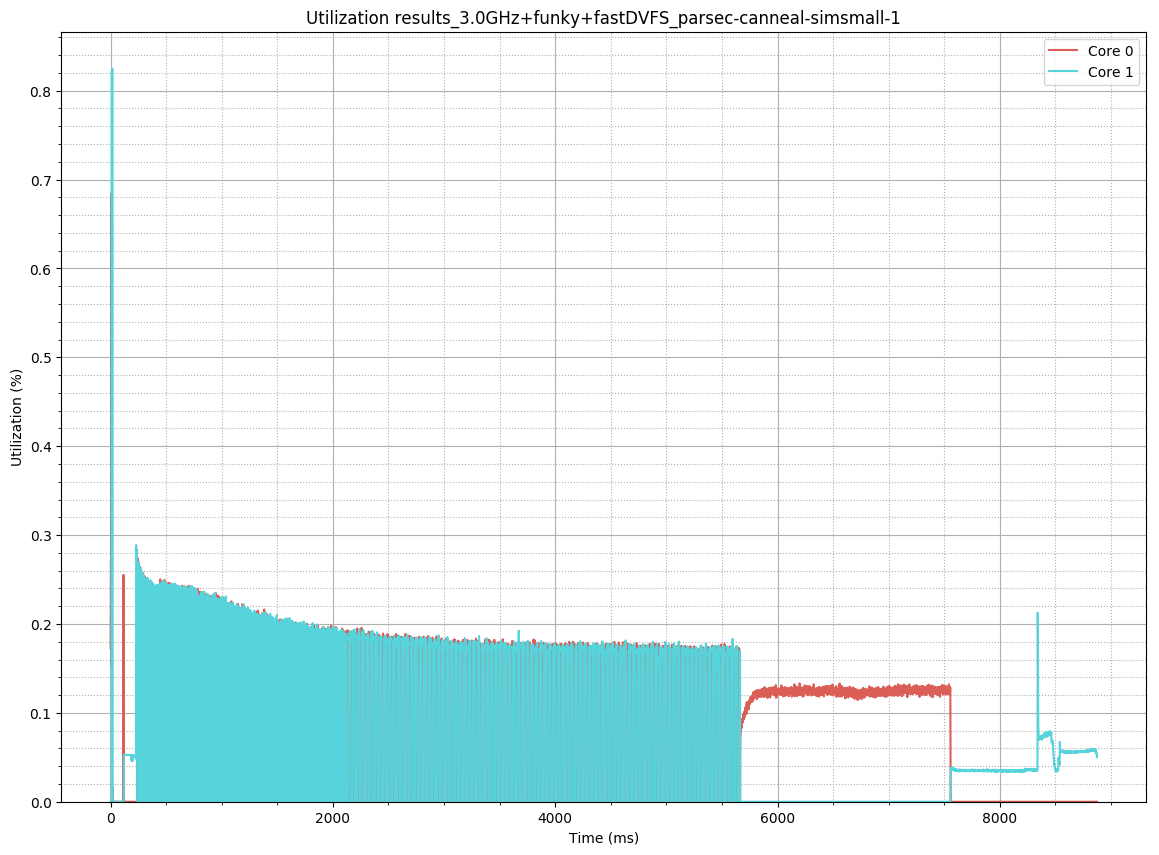 Utilization results_3.0GHz+funky+fastDVFS_parsec-canneal-simsmall-1
Core 0
Core 1
Utilization (%)
0.8
0.7
0.6
0.5
0.4
0.3
0.2
0.1
0.0
0 2000 4000 6000 8000
Time (ms)